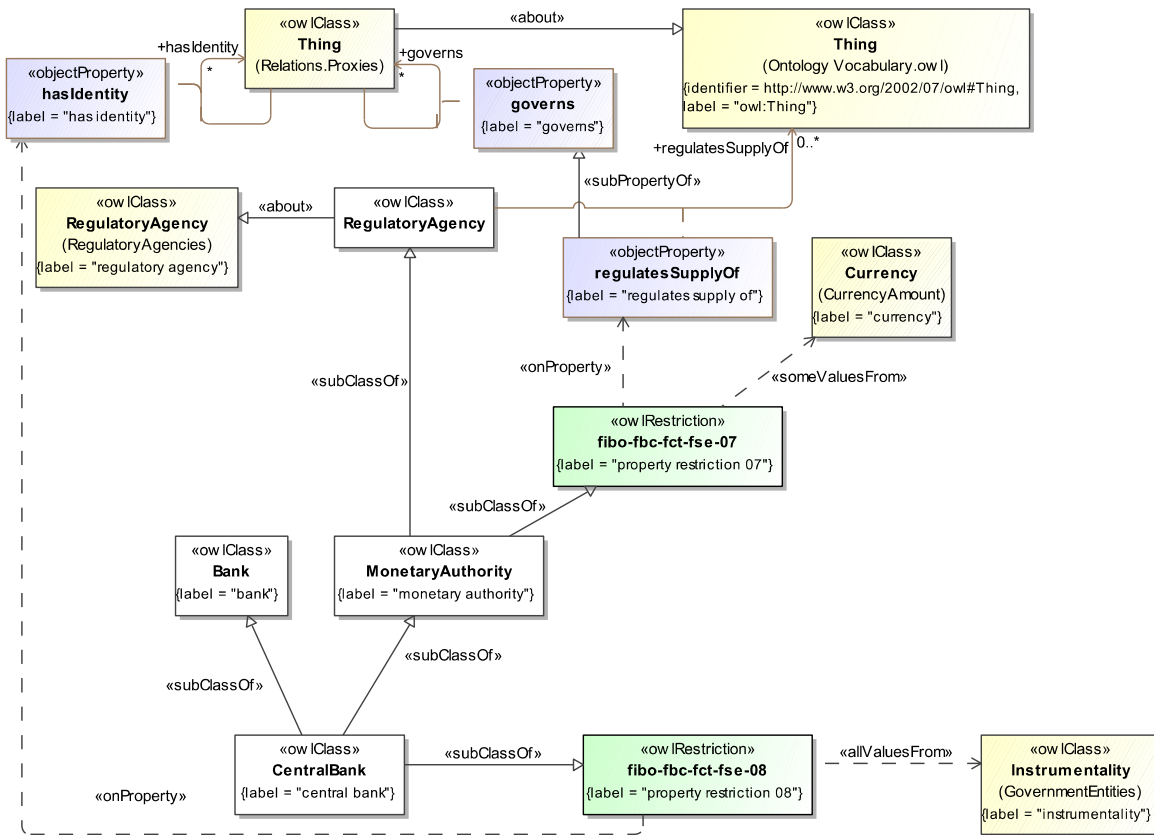 «owlClass»
Thing
(Relations.Proxies)
«about»
«owlClass»
Thing
(Ontology Vocabulary.owl)
{identifier = http://www.w3.org/2002/07/owl#Thing,
label = "owl:Thing"}
+hasIdentity
*
+governs
*
«objectProperty»
hasIdentity
{label = "has identity"}
«objectProperty»
governs
{label = "governs"}
+regulatesSupplyOf
0..*
«subPropertyOf»
«owlClass»
RegulatoryAgency
(RegulatoryAgencies)
{label = "regulatory agency"}
«about»
«owlClass»
RegulatoryAgency
«objectProperty»
regulatesSupplyOf
{label = "regulates supply of"}
«owlClass»
Currency
(CurrencyAmount)
{label = "currency"}
«onProperty»
«someValuesFrom»
«subClassOf»
«owlRestriction»
fibo-fbc-fct-fse-07
{label = "property restriction 07"}
«subClassOf»
«owlClass»
Bank
{label = "bank"}
«owlClass»
MonetaryAuthority
{label = "monetary authority"}
«subClassOf»
«subClassOf»
«owlClass»
CentralBank
{label = "central bank"}
«subClassOf»
«owlRestriction»
fibo-fbc-fct-fse-08
{label = "property restriction 08"}
«allValuesFrom»
«owlClass»
Instrumentality
(GovernmentEntities)
{label = "instrumentality"}
«onProperty»